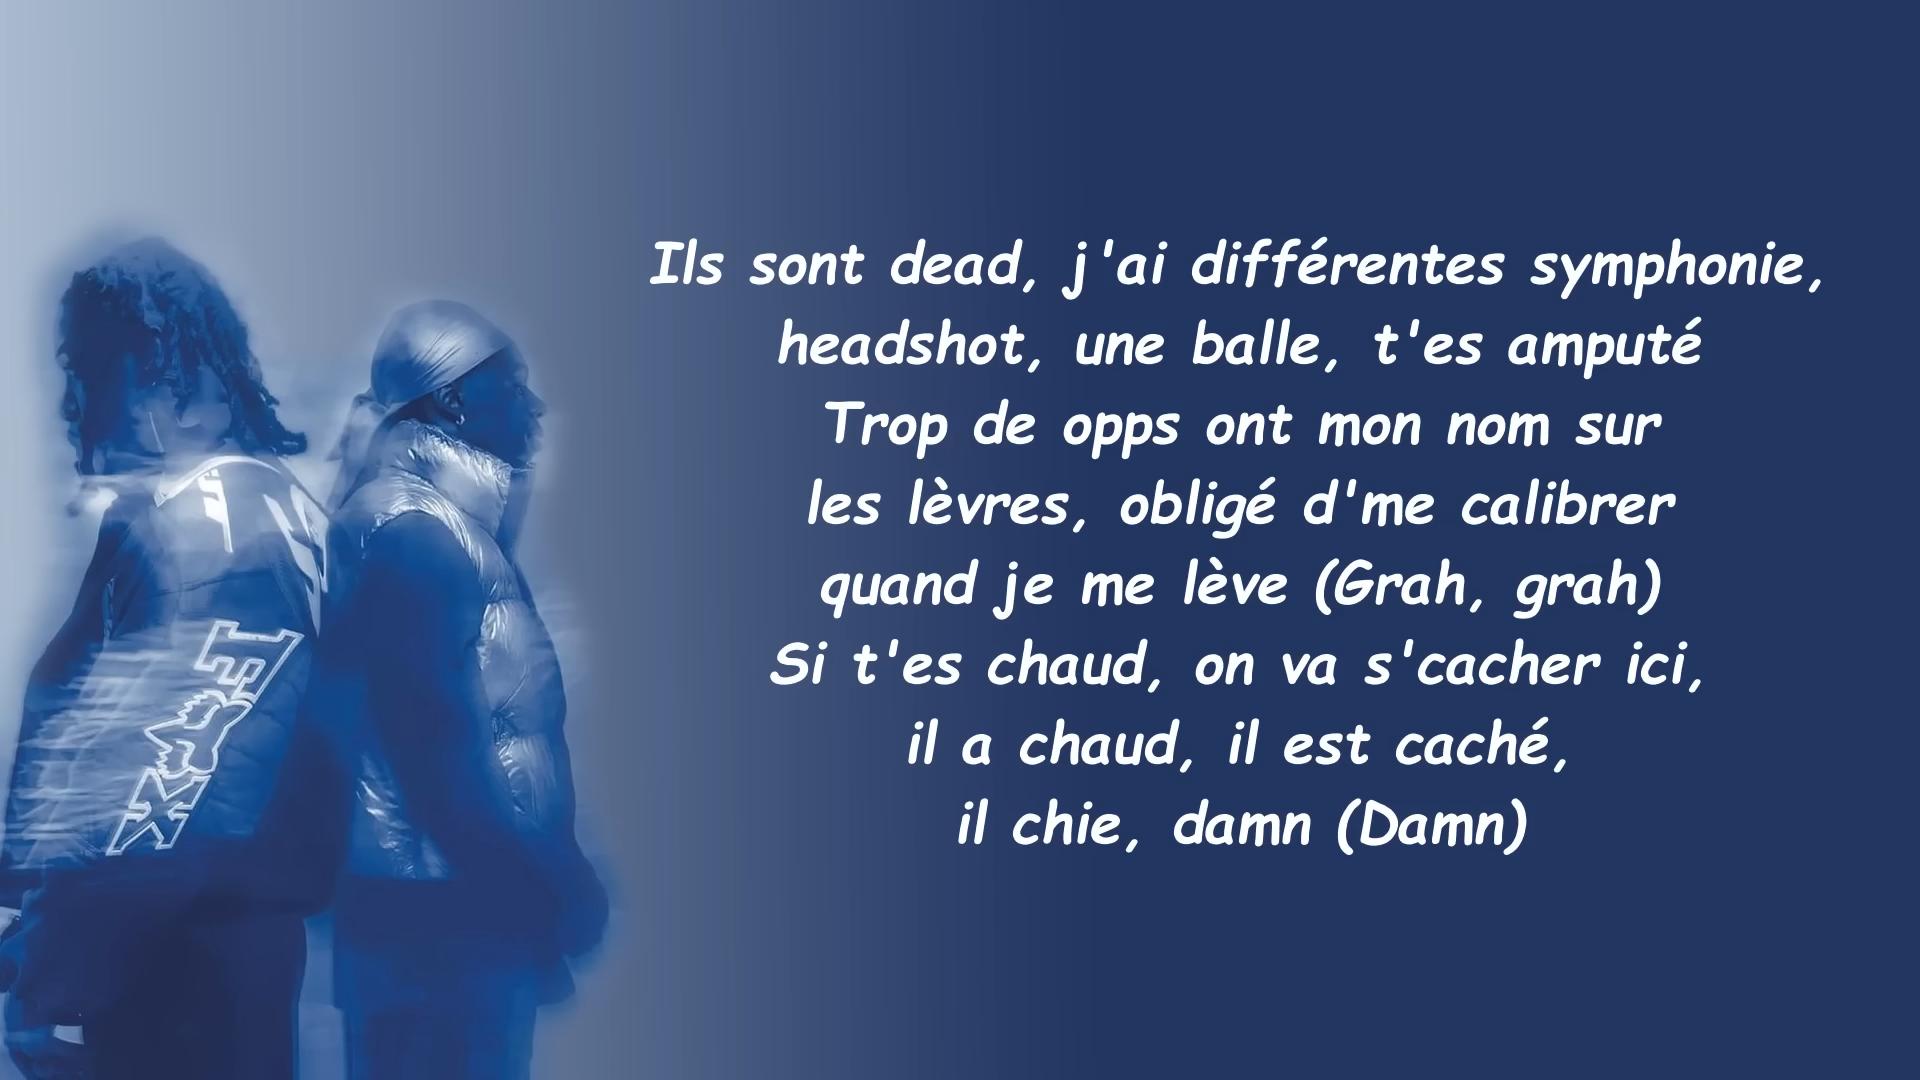 Ils sont dead, j'ai différentes symphonie,
headshot, une balle, t'es amputé
Trop de opps ont mon nom sur
les lèvres, obligé d'me calibrer
quand je me lève (Grah, grah)
Si t'es chaud, on va s'cacher ici,
il a chaud, il est caché,
il chie, damn (Damn)